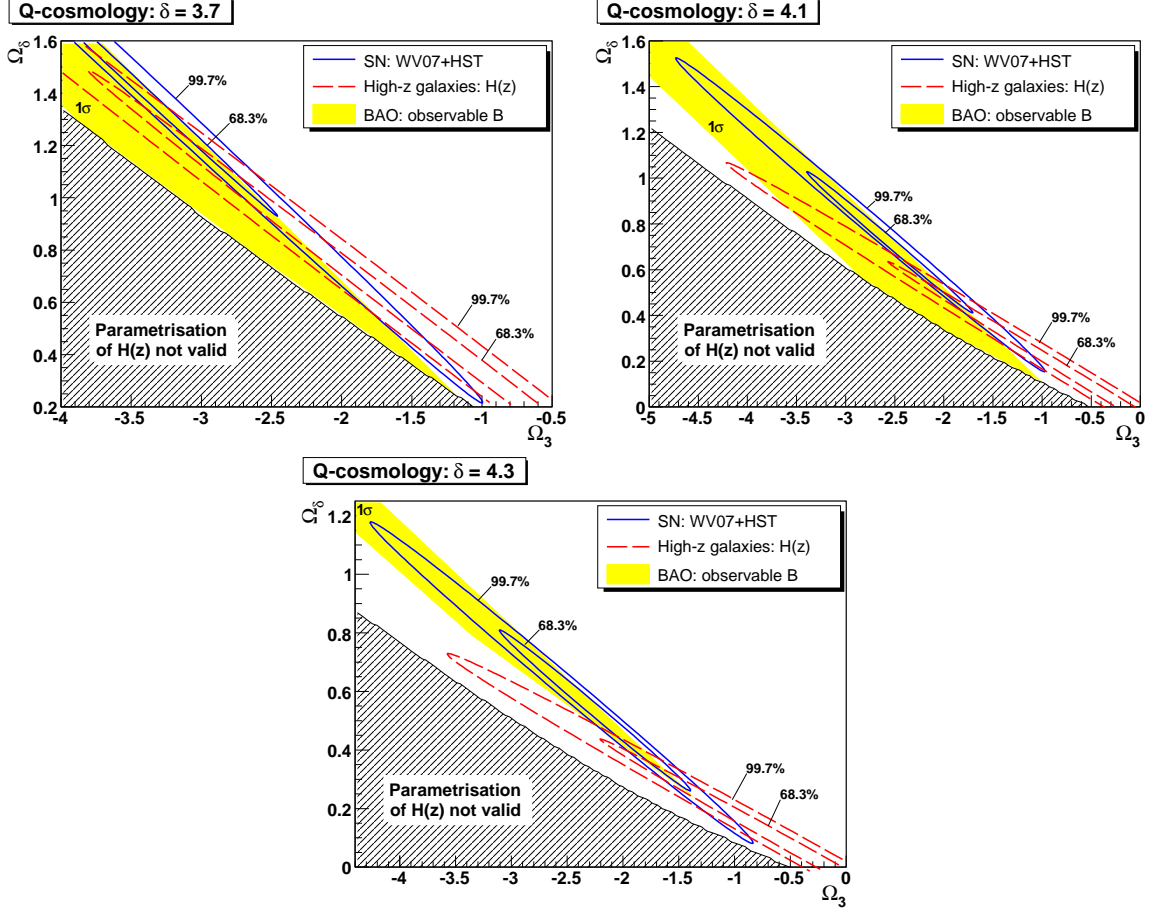 Q-cosmology: δ = 3.7
Ωδ
1.6
1.4
1.2
1
0.8
0.6
0.4
0.2
-4 -3.5 -3 -2.5 -2 -1.5 -1 -0.5
Ω3
SN: WV07+HST
High-z galaxies: H(z)
BAO: observable B
99.7%
68.3%
1σ
99.7%
68.3%
Parametrisation
of H(z) not valid
Q-cosmology: δ = 4.1
Ωδ
1.6
1.4
1.2
1
0.8
0.6
0.4
0.2
0
-5 -4.5 -4 -3.5 -3 -2.5 -2 -1.5 -1 -0.5 0
Ω3
SN: WV07+HST
High-z galaxies: H(z)
BAO: observable B
1σ
99.7%
68.3%
99.7%
68.3%
Parametrisation
of H(z) not valid
Q-cosmology: δ = 4.3
Ωδ
1.2
1
0.8
0.6
0.4
0.2
0
-4 -3.5 -3 -2.5 -2 -1.5 -1 -0.5 0
Ω3
SN: WV07+HST
High-z galaxies: H(z)
BAO: observable B
1σ
99.7%
68.3%
99.7%
68.3%
Parametrisation
of H(z) not valid